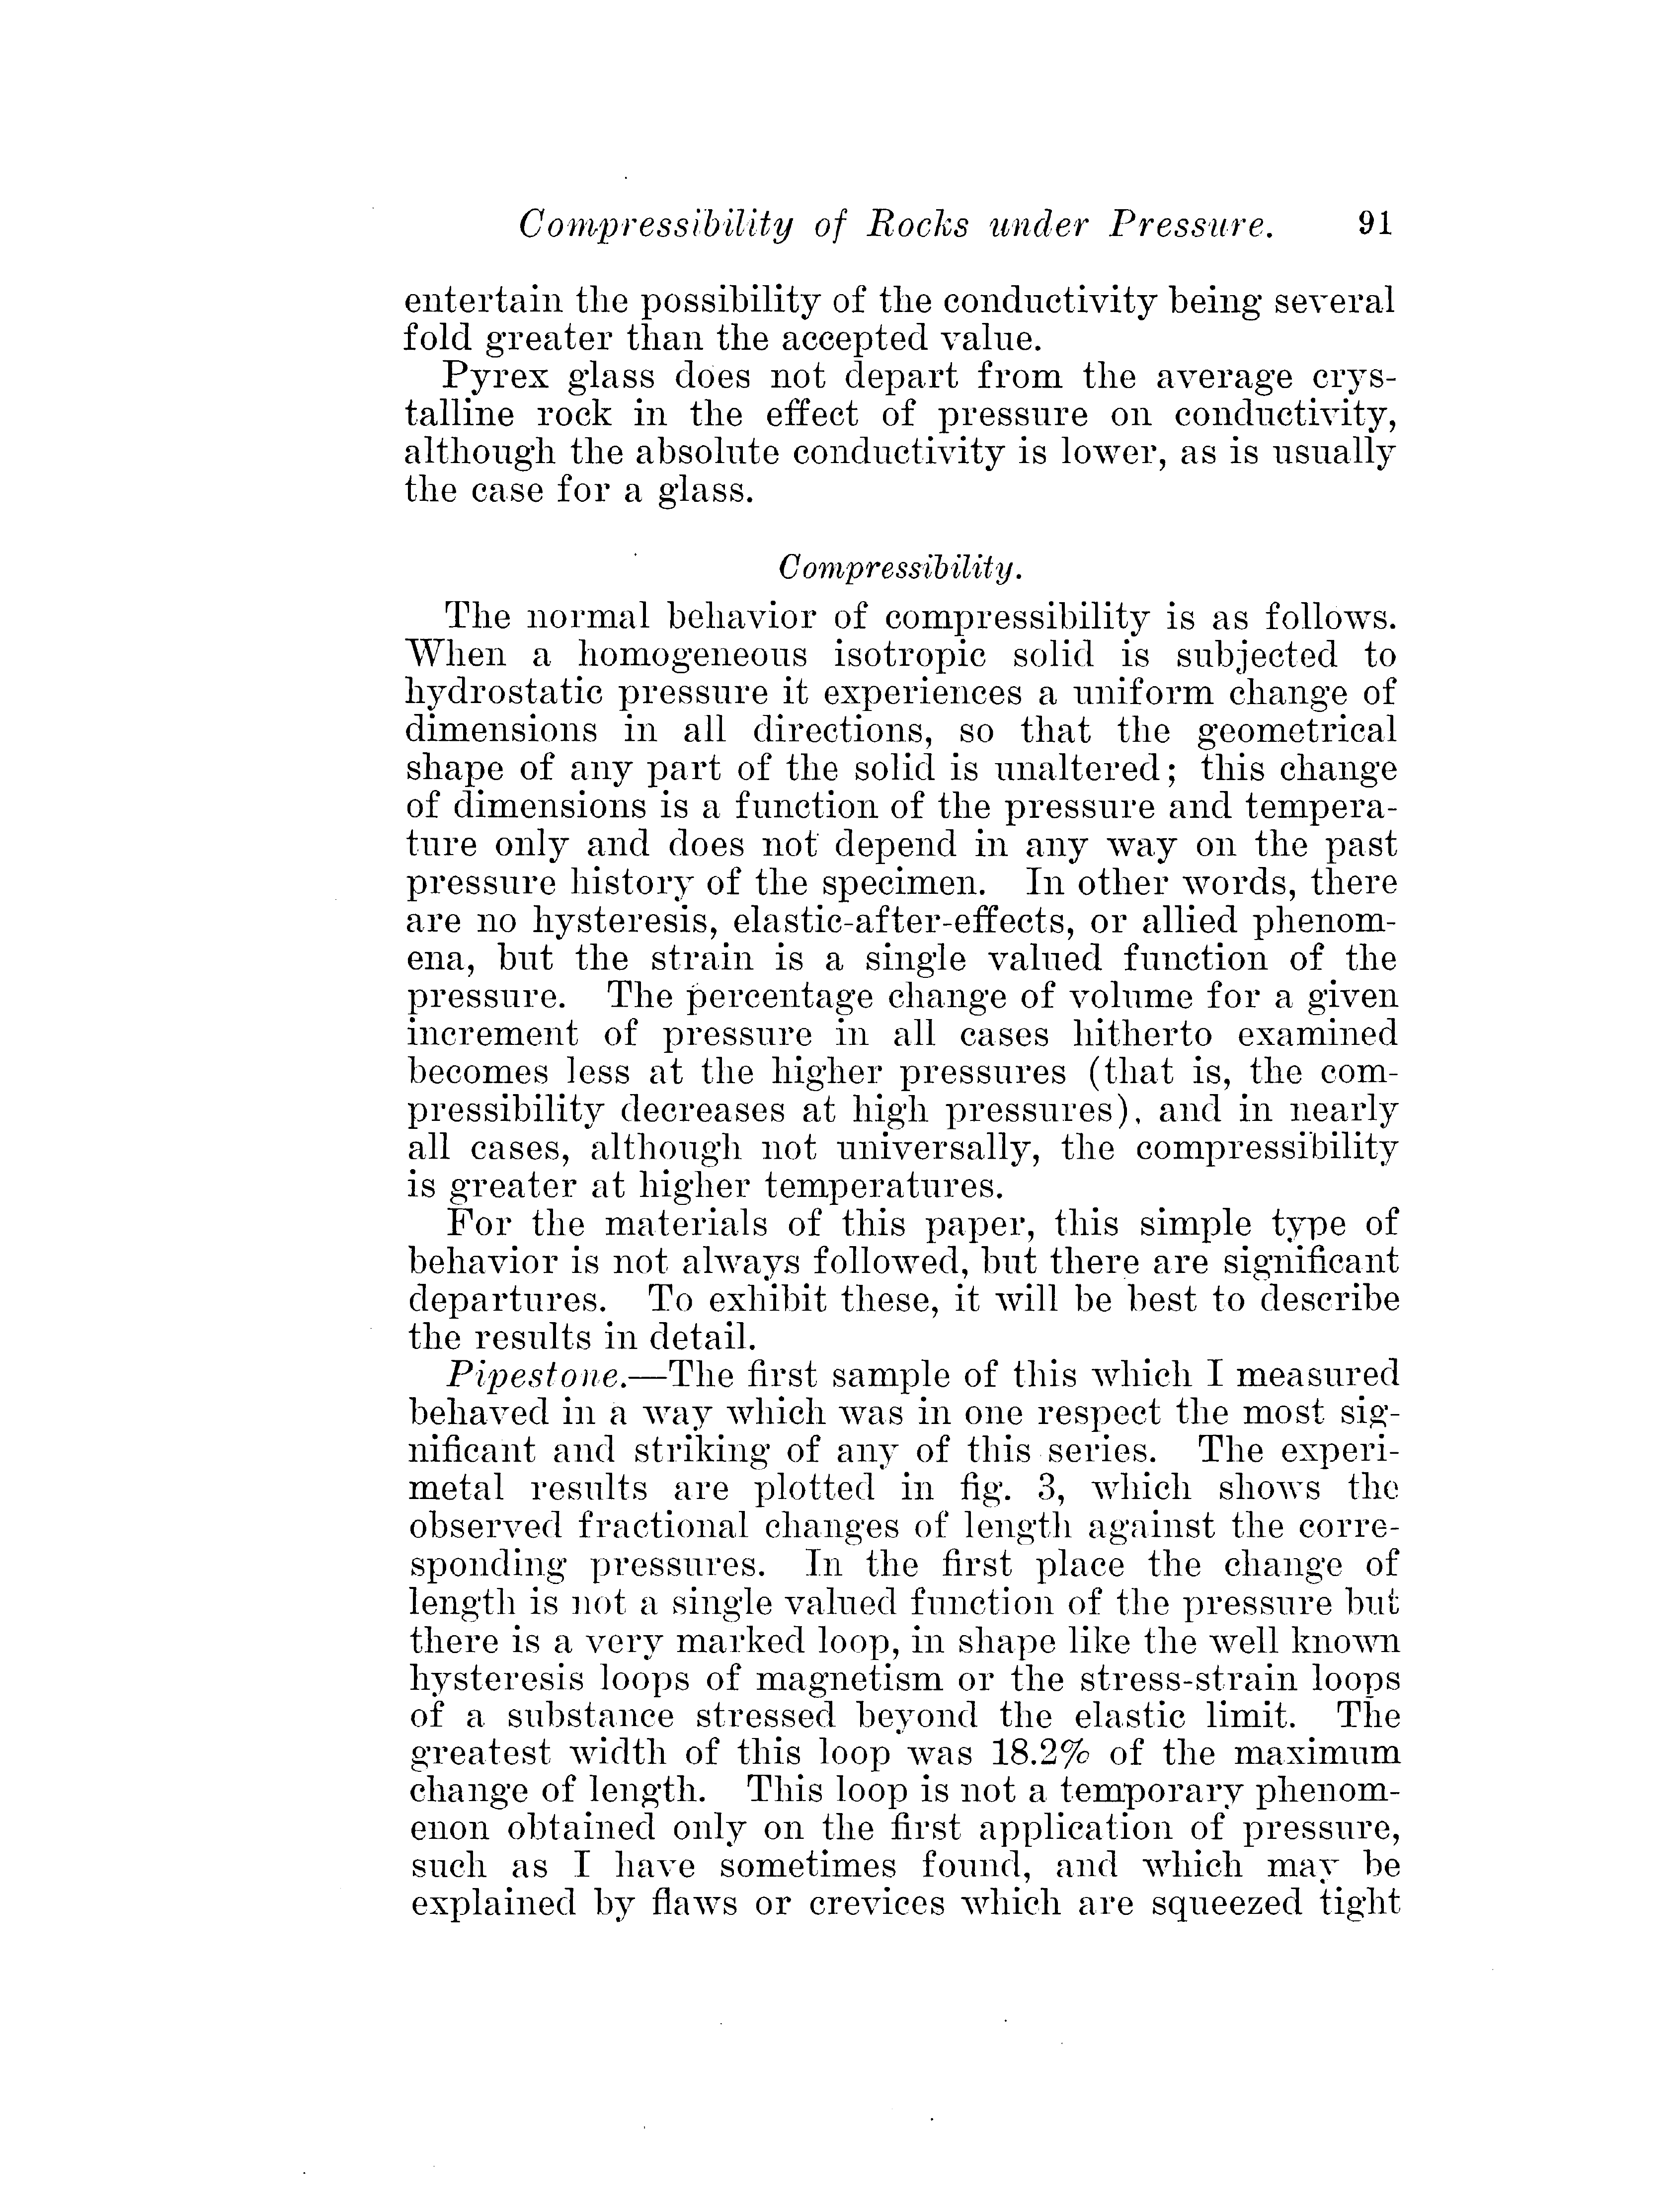 Compressibility of Rocks under Pressure. 91
entertain the possibility of the conductivity being several
fold greater than the accepted value.
Pyrex glass does not depart from the average crys-
talline rock in the effect of pressure on conductivity,
although the absolute conductivity is lower, as is usually
the case for a glass.
Compressibility.
The normal behavior of compressibility is as follows.
When a homogeneous isotropic solid is subjected to
hydrostatic pressure it experiences a uniform change of
dimensions in all directions, so that the geometrical
shape of any part of the solid is unaltered; this change
of dimensions is a function of the pressure and tempera-
ture only and does not depend in any way on the past
pressure history of the specimen. In other words, there
are no hysteresis, elastic-after-effects, or allied phenom-
ena, but the strain is a single valued function of the
pressure. The percentage change of volume for a given
increment of pressure in all cases hitherto examined
becomes less at the higher pressures (that is, the com-
pressibility decreases at high pressures), and in nearly
all cases, although not universally, the compressibility
is greater at higher temperatures.
For the materials of this paper, this simple type of
behavior is not always followed, but there are significant
departures. To exhibit these, it will be best to describe
the results in detail.
Pipestone.—The first sample of this which I measured
behaved in a way which was in one respect the most sig-
nificant and striking of any of this series. The experi-
metal results are plotted in fig. 3, which shows the
observed fractional changes of length against the corre-
sponding pressures. In the first place the change of
length is not a single valued function of the pressure but
there is a very marked loop, in shape like the well known
hysteresis loops of magnetism or the stress-strain loops
of a substance stressed beyond the elastic limit. The
greatest width of this loop was 18.2% of the maximum
change of length. This loop is not a temporary phenom-
enon obtained only on the first application of pressure,
such as I have sometimes found, and which may be
explained by flaws or crevices which are squeezed tight